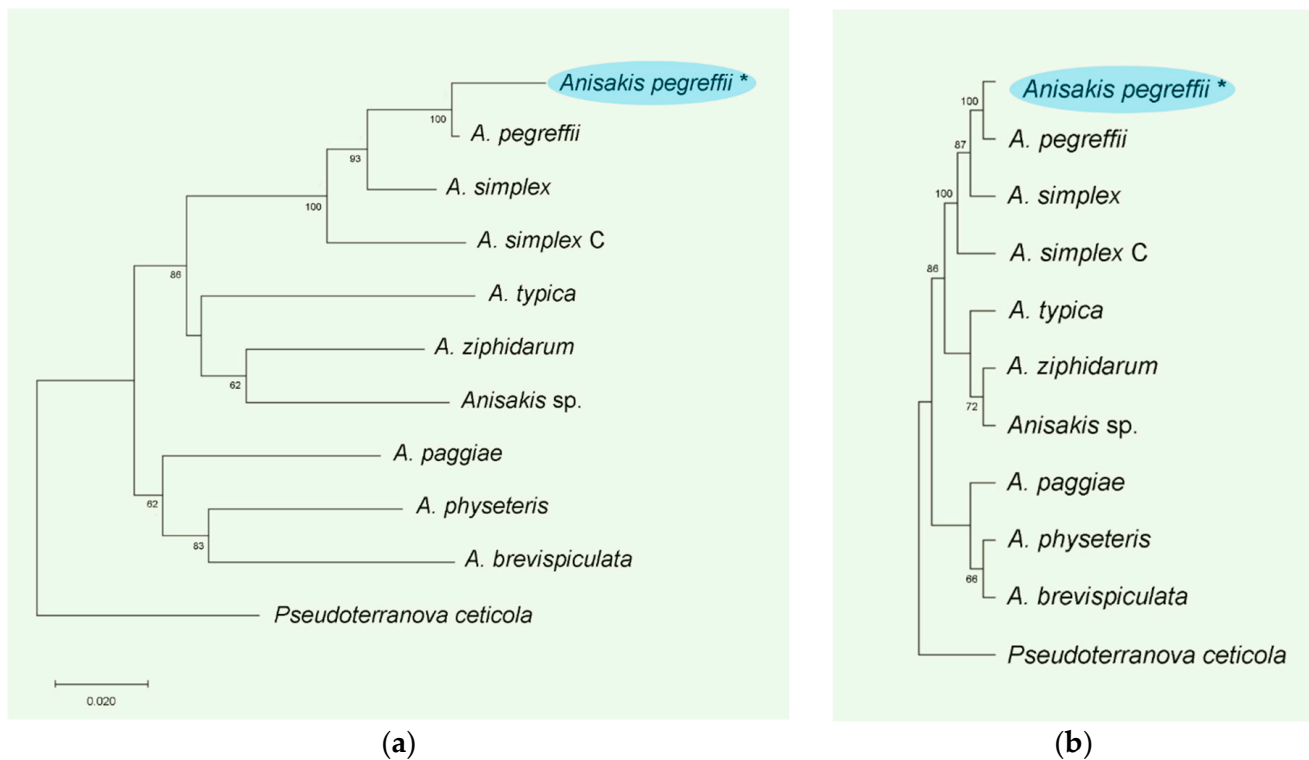 Anisakis pegreffii *
100
A. pegreffii
93
A. simplex
100
A. simplex C
86
A. typica
A. ziphidarum
62
Anisakis sp.
A. paggiae
62
A. physeteris
83
A. brevispiculata
Pseudoterranova ceticola
0.020
(a)
Anisakis pegreffii *
100
A. pegreffii
87
A. simplex
100
A. simplex C
86
A. typica
A. ziphidarum
72
Anisakis sp.
A. paggiae
A. physeteris
66
A. brevispiculata
Pseudoterranova ceticola
(b)